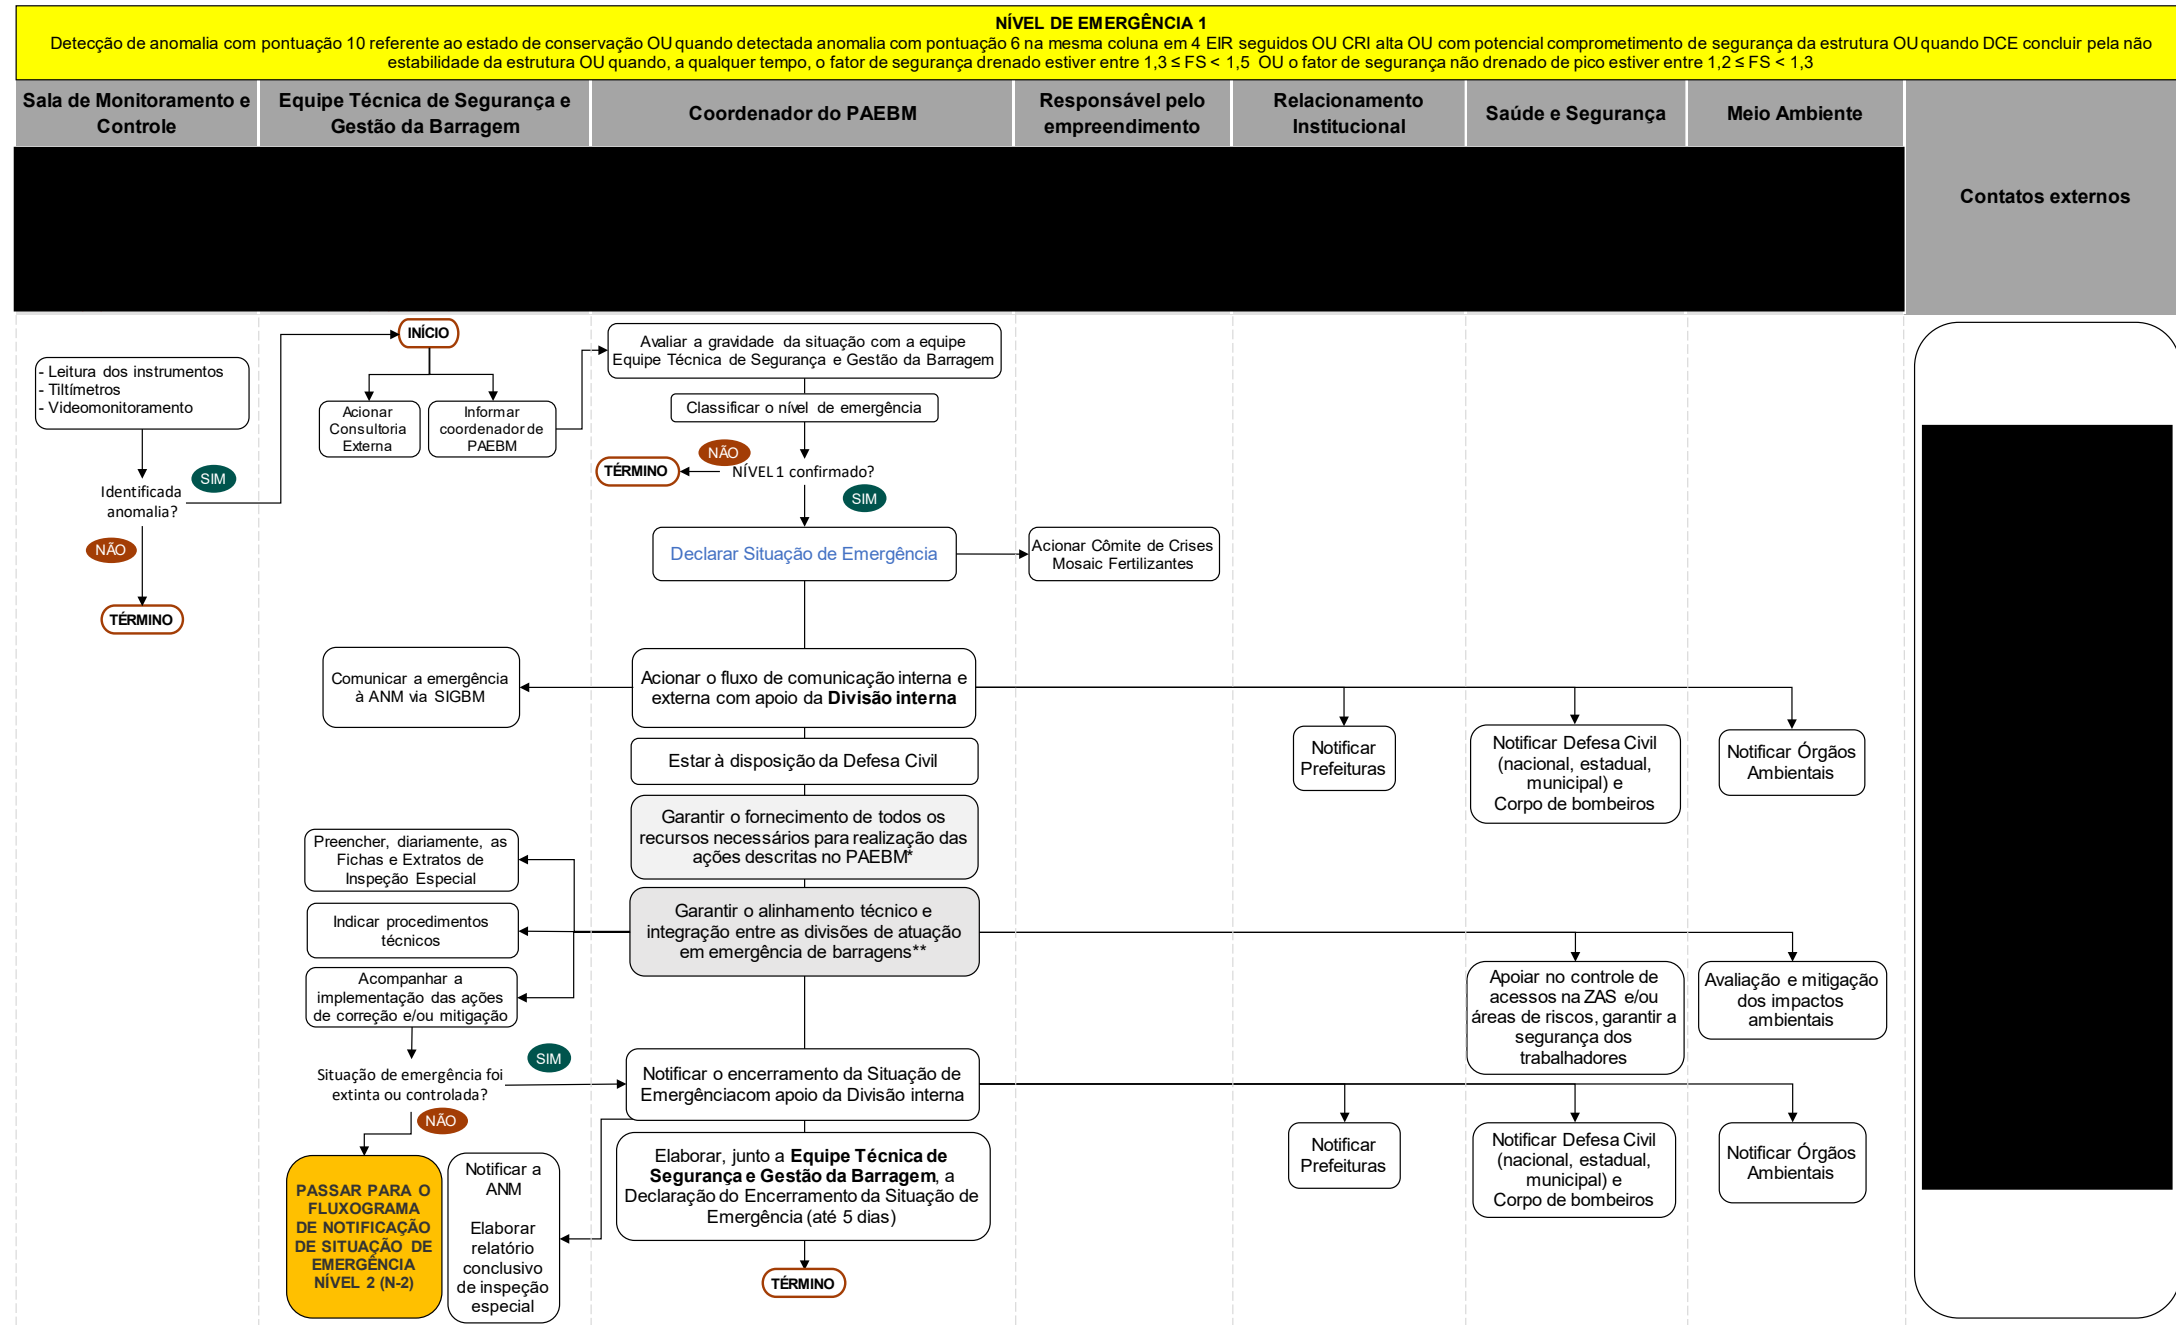 NÍVEL DE EMERGÊNCIA 1
Detecção de anomalia com pontuação 10 referente ao estado de conservação OU quando detectada anomalia com pontuação 6 na mesma coluna em 4 EIR seguidos OU CRI alta OU com potencial comprometimento de segurança da estrutura OU quando DCE concluir pela não
estabilidade da estrutura OU quando, a qualquer tempo, o fator de segurança drenado estiver entre 1,3 ≤ FS < 1,5 OU o fator de segurança não drenado de pico estiver entre 1,2 ≤ FS < 1,3
Sala de Monitoramento e
Controle
Equipe Técnica de Segurança e
Gestão da Barragem
Coordenador do PAEBM
Responsável pelo
empreendimento
Relacionamento
Institucional
Saúde e Segurança
Meio Ambiente
Contatos externos
INÍCIO
Avaliar a gravidade da situação com a equipe
Equipe Técnica de Segurança e Gestão da Barragem
- Leitura dos instrumentos
- Tiltímetros
- Videomonitoramento
Acionar
Consultoria
Externa
Informar
coordenador de
PAEBM
Classificar o nível de emergência
NÃO
TÉRMINO
NÍVEL 1 confirmado?
SIM
SIM
Identificada
anomalia?
NÃO
TÉRMINO
Declarar Situação de Emergência
Acionar Cômite de Crises
Mosaic Fertilizantes
Comunicar a emergência
à ANM via SIGBM
Acionar o fluxo de comunicação interna e
externa com apoio da Divisão interna
Notificar
Prefeituras
Notificar Defesa Civil
(nacional, estadual,
municipal) e
Corpo de bombeiros
Notificar Órgãos
Ambientais
Estar à disposição da Defesa Civil
Garantir o fornecimento de todos os
recursos necessários para realização das
ações descritas no PAEBM*
Preencher, diariamente, as
Fichas e Extratos de
Inspeção Especial
Indicar procedimentos
técnicos
Garantir o alinhamento técnico e
integração entre as divisões de atuação
em emergência de barragens**
Acompanhar a
implementação das ações
de correção e/ou mitigação
Apoiar no controle de
acessos na ZAS e/ou
áreas de riscos, garantir a
segurança dos
trabalhadores
Avaliação e mitigação
dos impactos
ambientais
SIM
Situação de emergência foi
extinta ou controlada?
NÃO
Notificar o encerramento da Situação de
Emergênciacom apoio da Divisão interna
Notificar
Prefeituras
Notificar Defesa Civil
(nacional, estadual,
municipal) e
Corpo de bombeiros
Notificar Órgãos
Ambientais
PASSAR PARA O
FLUXOGRAMA
DE NOTIFICAÇÃO
DE SITUAÇÃO DE
EMERGÊNCIA
NÍVEL 2 (N-2)
Notificar a
ANM
Elaborar
relatório
conclusivo
de inspeção
especial
Elaborar, junto a Equipe Técnica de
Segurança e Gestão da Barragem, a
Declaração do Encerramento da Situação de
Emergência (até 5 dias)
TÉRMINO